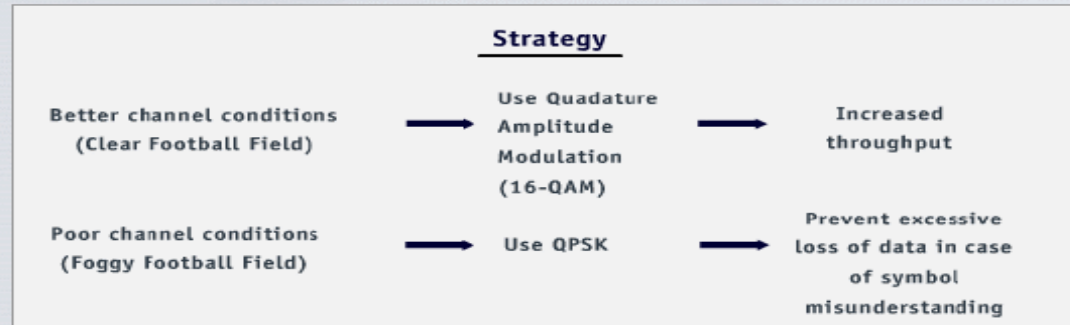 Strategy
Better channel conditions
(Clear Football Field)
Use Quadature
Amplitude
Modulation
(16-QAM)
Increased
throughput
Poor channel conditions
(Foggy Football Field)
Use QPSK
Prevent excessive
loss of data in case
of symbol
misunderstanding